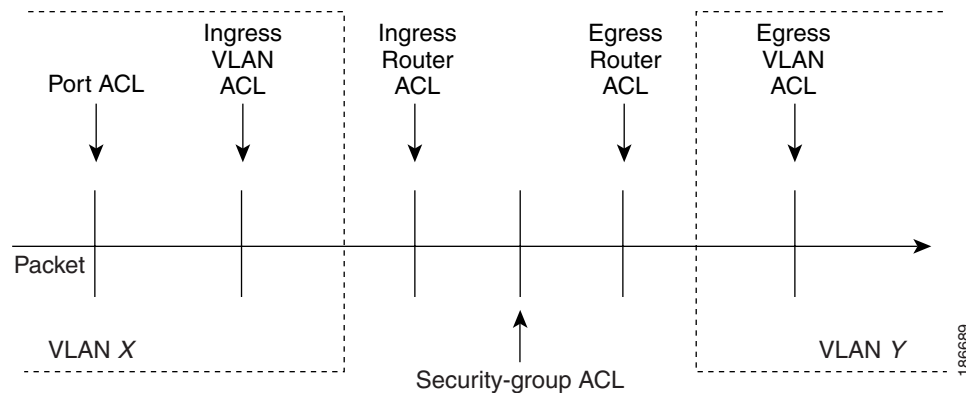 Port ACL
Ingress
VLAN
ACL
Ingress
Router
ACL
Egress
Router
ACL
Egress
VLAN
ACL
Packet
VLAN X
VLAN Y
Security-group ACL
186689